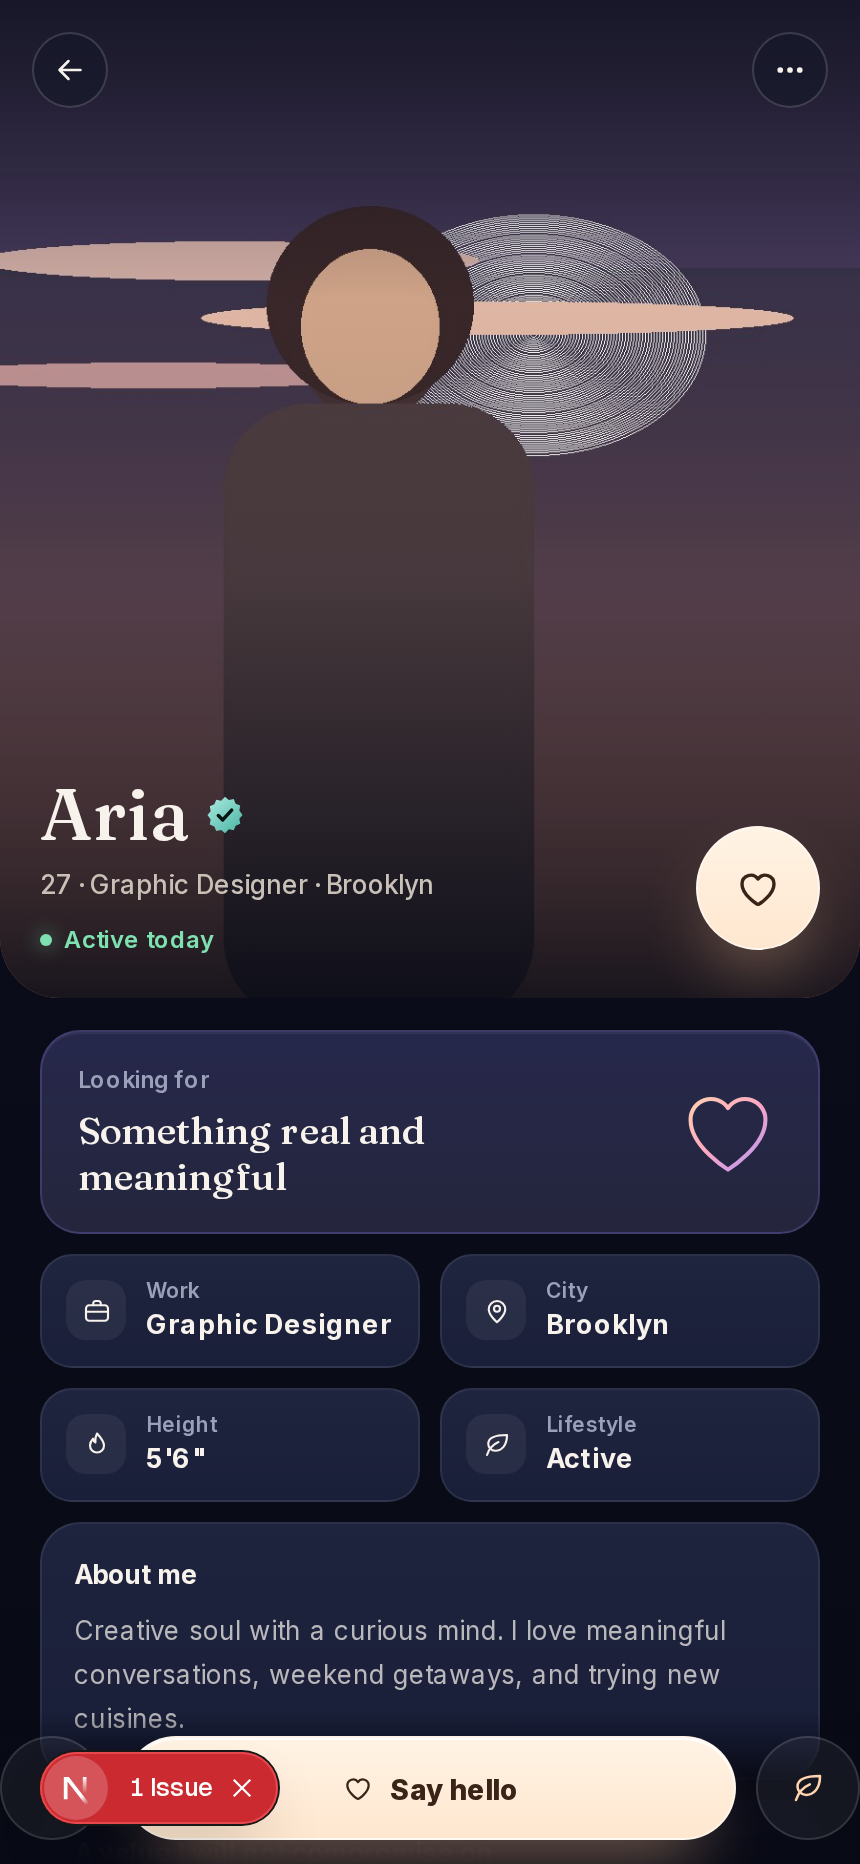 Aria
27 · Graphic Designer · Brooklyn
Active today
Looking for
Something real and
meaningful
Work
Graphic Designer
City
Brooklyn
Height
5'6"
Lifestyle
Active
About me
Creative soul with a curious mind. I love meaningful
conversations, weekend getaways, and trying new
cuisines.
N
1 Issue
Say hello